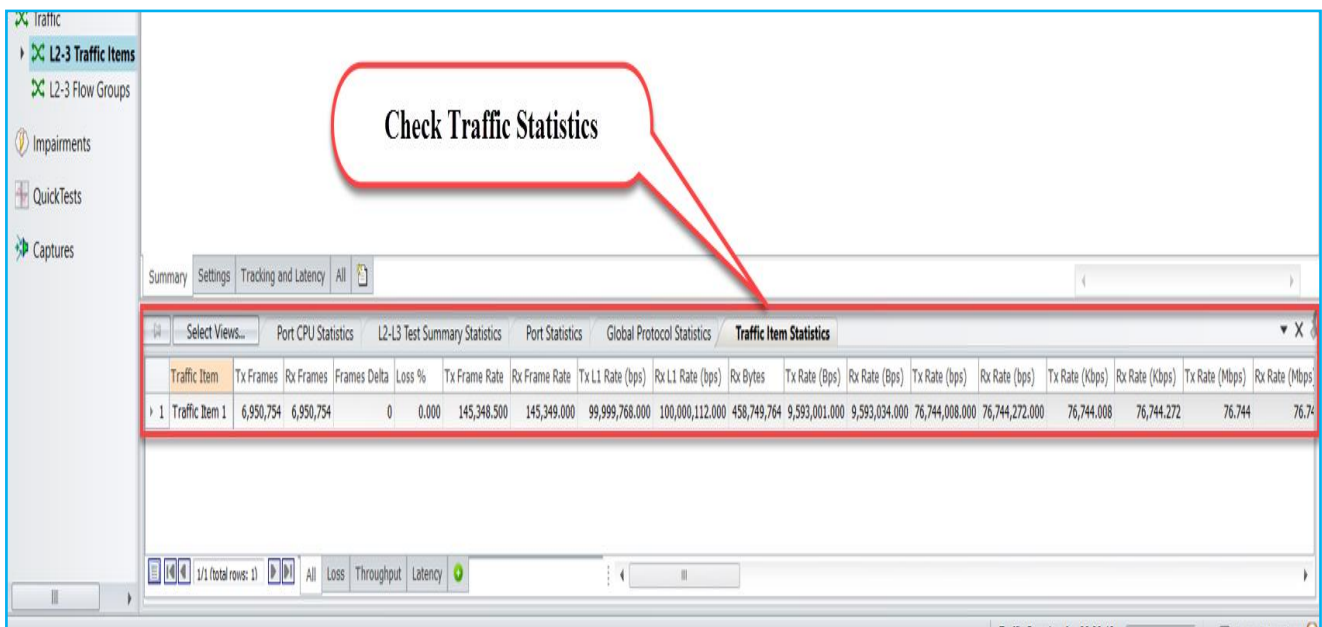 Traffic
L2-3 Traffic Items
L2-3 Flow Groups
Impairments
QuickTests
Captures
Check Traffic Statistics
Summary Settings Tracking and Latency All
Select Views... Port CPU Statistics L2-L3 Test Summary Statistics Port Statistics Global Protocol Statistics Traffic Item Statistics
Traffic Item Tx Frames Rx Frames Frames Delta Loss % Tx Frame Rate Rx Frame Rate Tx L1 Rate (bps) Rx L1 Rate (bps) Rx Bytes Tx Rate (Bps) Rx Rate (Bps) Tx Rate (bps) Rx Rate (bps) Tx Rate (Kbps) Rx Rate (Kbps) Tx Rate (Mbps) Rx Rate (Mbps)
1 Traffic Item 1 6,950,754 6,950,754 0 0.000 145,348.500 145,349.000 99,999,768.000 100,000,112.000 458,749,764 9,593,001.000 9,593,034.000 76,744,008.000 76,744,272.000 76,744.008 76,744.272 76.744 76.74
1/1 (total rows: 1) All Loss Throughput Latency